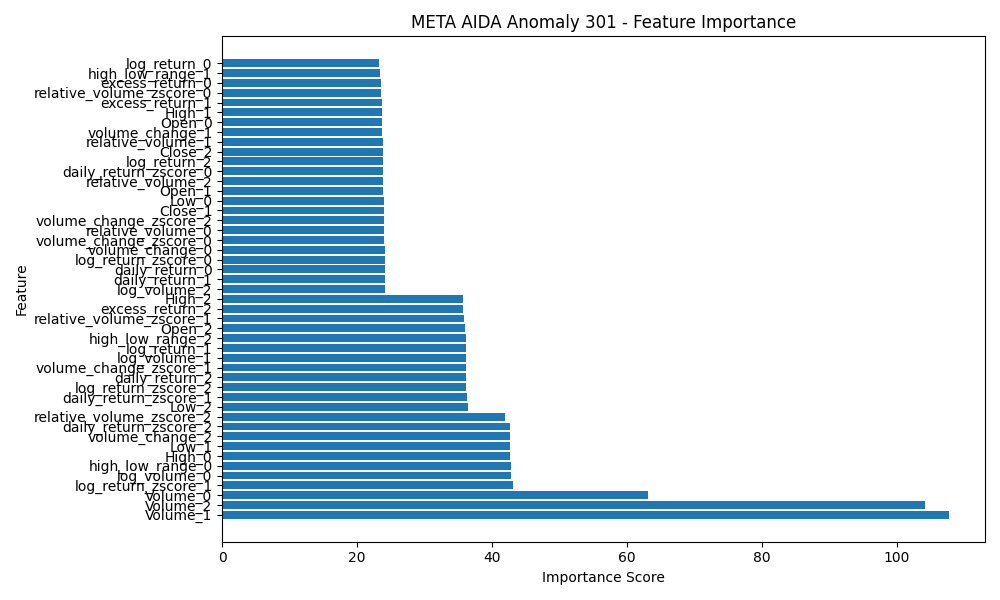 META AIDA Anomaly 301 - Feature Importance
log_return_0
high_low_range_1
excess_return_0
relative_volume_zscore_0
excess_return_1
High_1
Open_0
volume_change_1
relative_volume_1
Close_2
log_return_2
daily_return_zscore_0
relative_volume_2
Open_1
Low_0
Close_1
volume_change_zscore_2
relative_volume_0
volume_change_zscore_0
volume_change_0
log_return_zscore_0
daily_return_0
daily_return_1
log_volume_2
High_2
excess_return_2
relative_volume_zscore_1
Open_2
high_low_range_2
log_return_1
log_volume_1
volume_change_zscore_1
daily_return_2
log_return_zscore_2
daily_return_zscore_1
Low_2
relative_volume_zscore_2
daily_return_zscore_2
volume_change_2
Low_1
High_0
high_low_range_0
log_volume_0
log_return_zscore_1
Volume_0
Volume_2
Volume_1
Feature
0 20 40 60 80 100
Importance Score